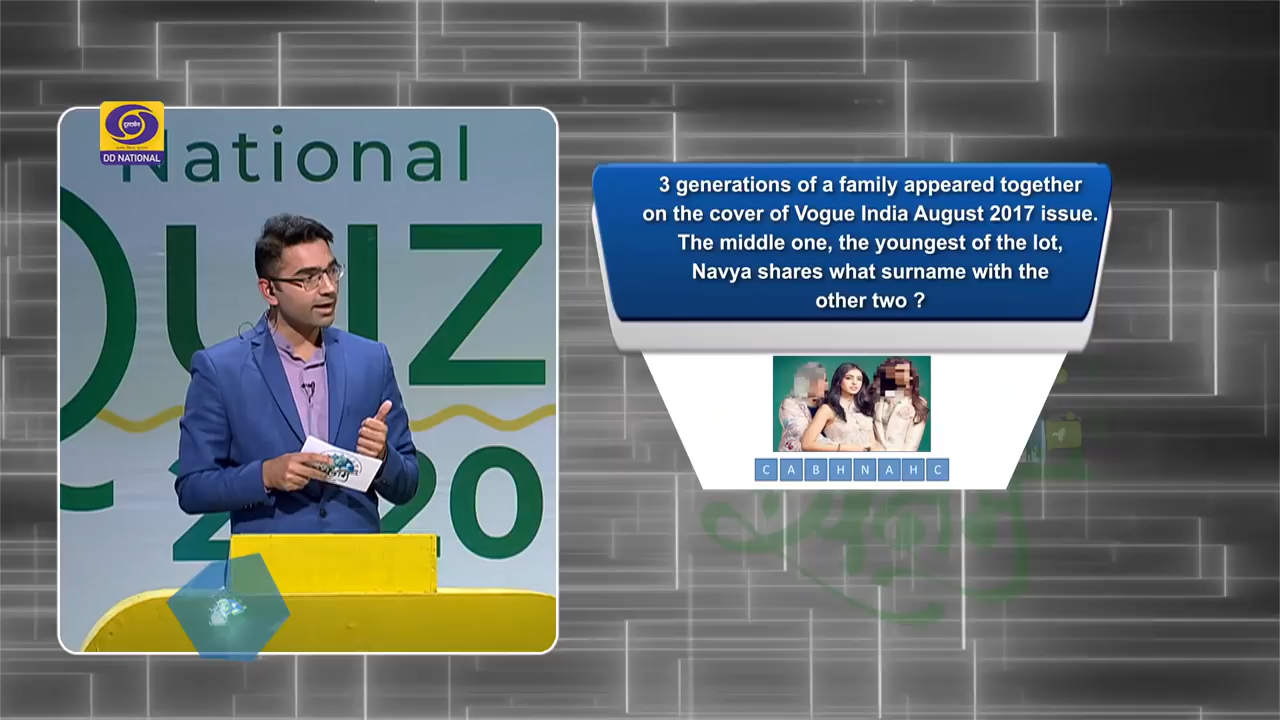 DD NATIONAL
National
QUIZ
2020
3 generations of a family appeared together
on the cover of Vogue India August 2017 issue.
The middle one, the youngest of the lot,
Navya shares what surname with the
other two ?
C A B H N A H C